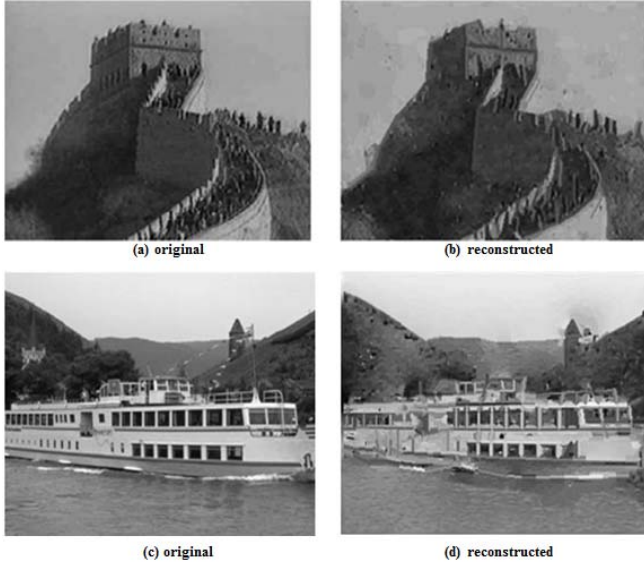 (a) original
(b) reconstructed
(c) original
(d) reconstructed